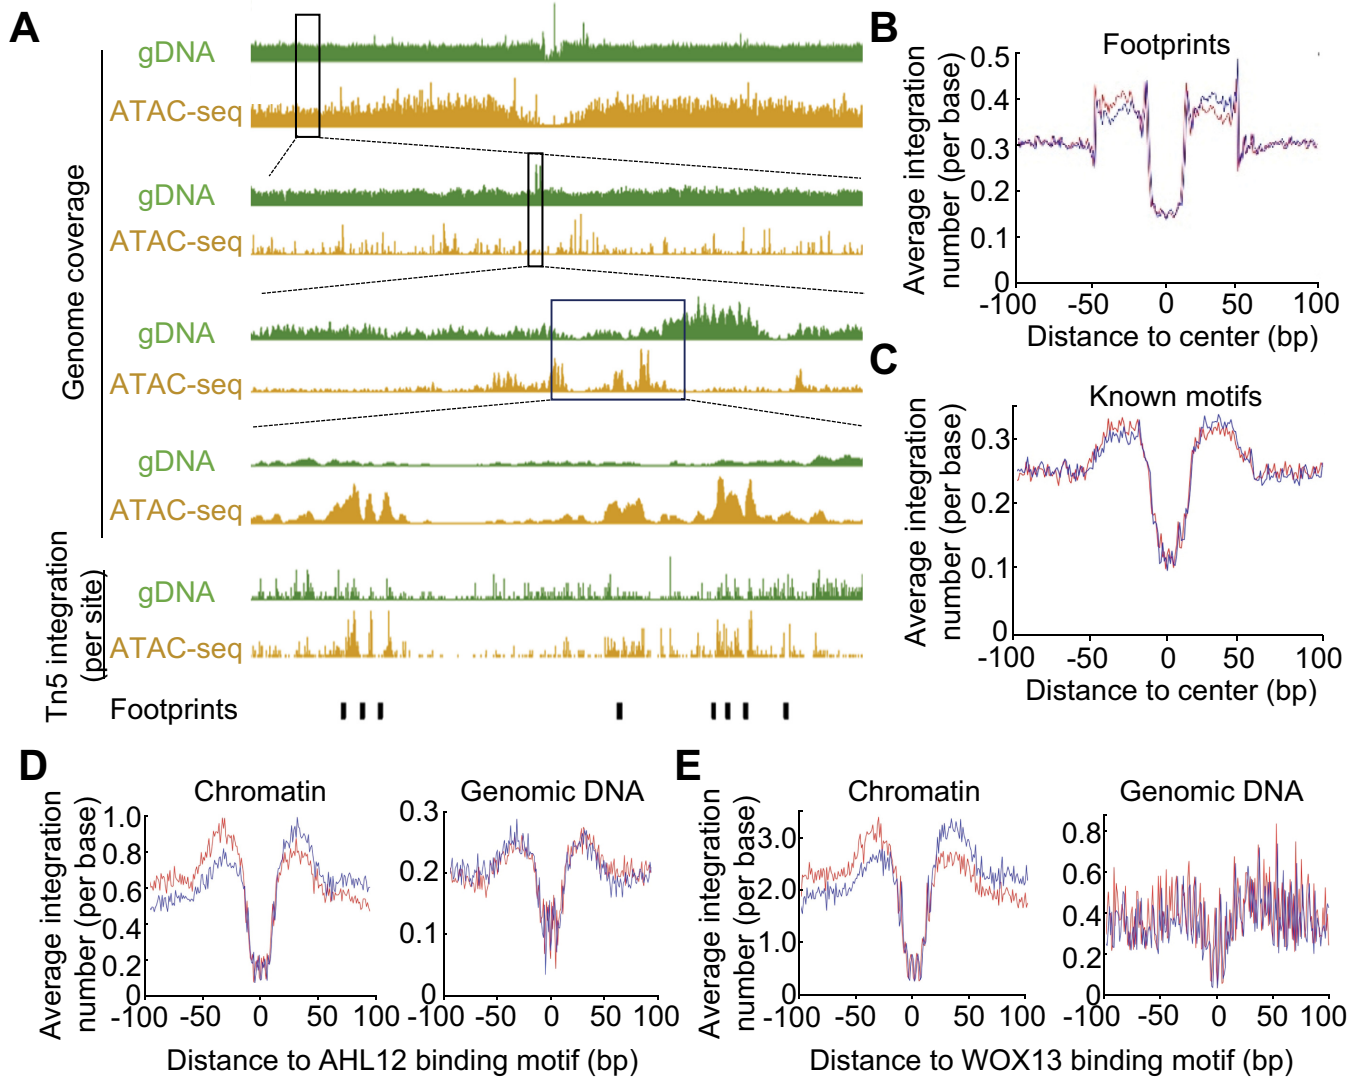 A
Genome coverage
gDNA
ATAC-seq
gDNA
ATAC-seq
gDNA
ATAC-seq
gDNA
ATAC-seq
Tn5 integration
(per site)
gDNA
ATAC-seq
Footprints
B
Footprints
Average integration
number (per base)
0.5
0.4
0.3
0.2
0.1
0
-100 -50 0 50 100
Distance to center (bp)
C
Known motifs
Average integration
number (per base)
0.3
0.2
0.1
0
-100 -50 0 50 100
Distance to center (bp)
D
Average integration
number (per base)
Chromatin
1.0
0.8
0.6
0.4
0.2
0
-100 -50 0 50 100
Genomic DNA
0.3
0.2
0.1
0
-100 -50 0 50 100
Distance to AHL12 binding motif (bp)
E
Average integration
number (per base)
Chromatin
3.0
2.0
1.0
0
-100 -50 0 50 100
Genomic DNA
0.8
0.6
0.4
0.2
0
-100 -50 0 50 100
Distance to WOX13 binding motif (bp)